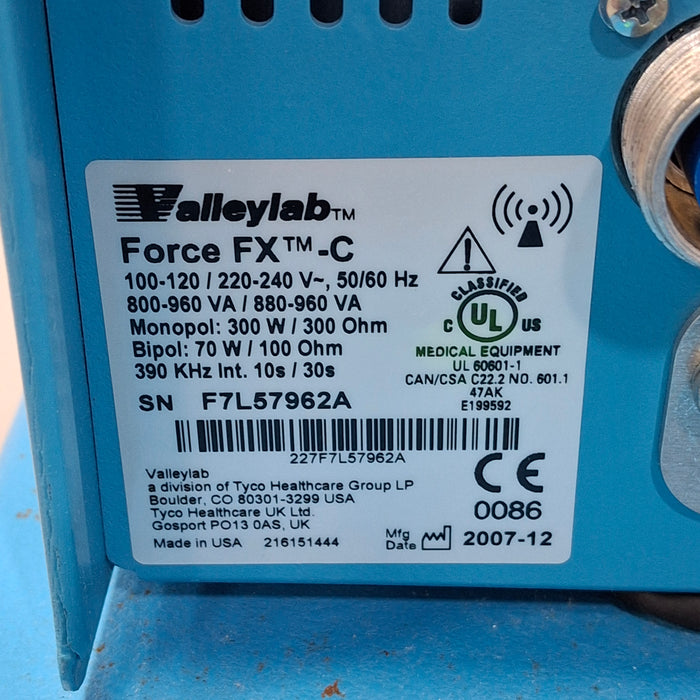 Valleylab™
Force FX™-C
100-120 / 220-240 V~, 50/60 Hz
800-960 VA / 880-960 VA
Monopol: 300 W / 300 Ohm
Bipol: 70 W / 100 Ohm
390 KHz Int. 10s / 30s
CLASSIFIED
C UL US
MEDICAL EQUIPMENT
UL 60601-1
CAN/CSA C22.2 NO. 601.1
47AK
E199592
SN F7L57962A
227F7L57962A
Valleylab
a division of Tyco Healthcare Group LP
Boulder, CO 80301-3299 USA
Tyco Healthcare UK Ltd.
Gosport PO13 0AS, UK
Made in USA 216151444
CE
0086
Mfg
Date 2007-12